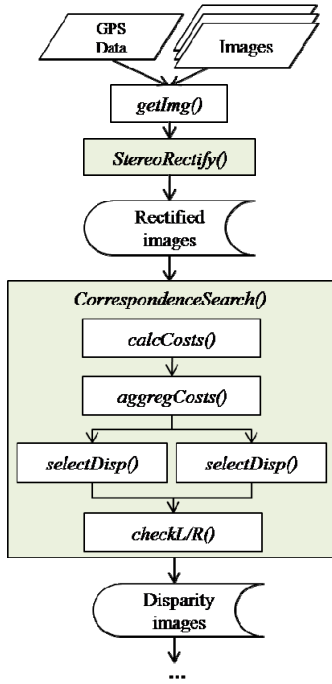 GPS
Data
Images
getImg()
StereoRectify()
Rectified
images
CorrespondenceSearch()
calcCosts()
aggregCosts()
selectDisp()
selectDisp()
checkL/R()
Disparity
images
...